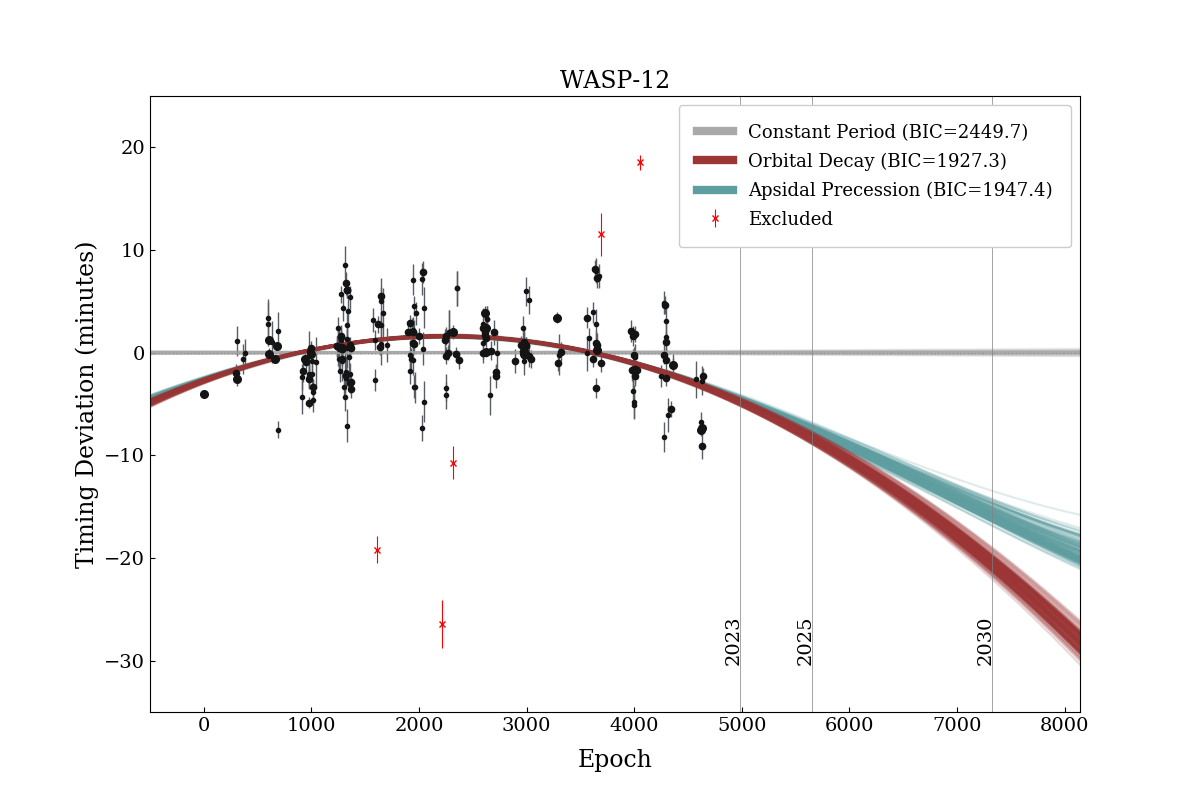 WASP-12
Constant Period (BIC=2449.7)
Orbital Decay (BIC=1927.3)
Apsidal Precession (BIC=1947.4)
Excluded
Timing Deviation (minutes)
20
10
0
−10
−20
−30
2023
2025
2030
0 1000 2000 3000 4000 5000 6000 7000 8000
Epoch